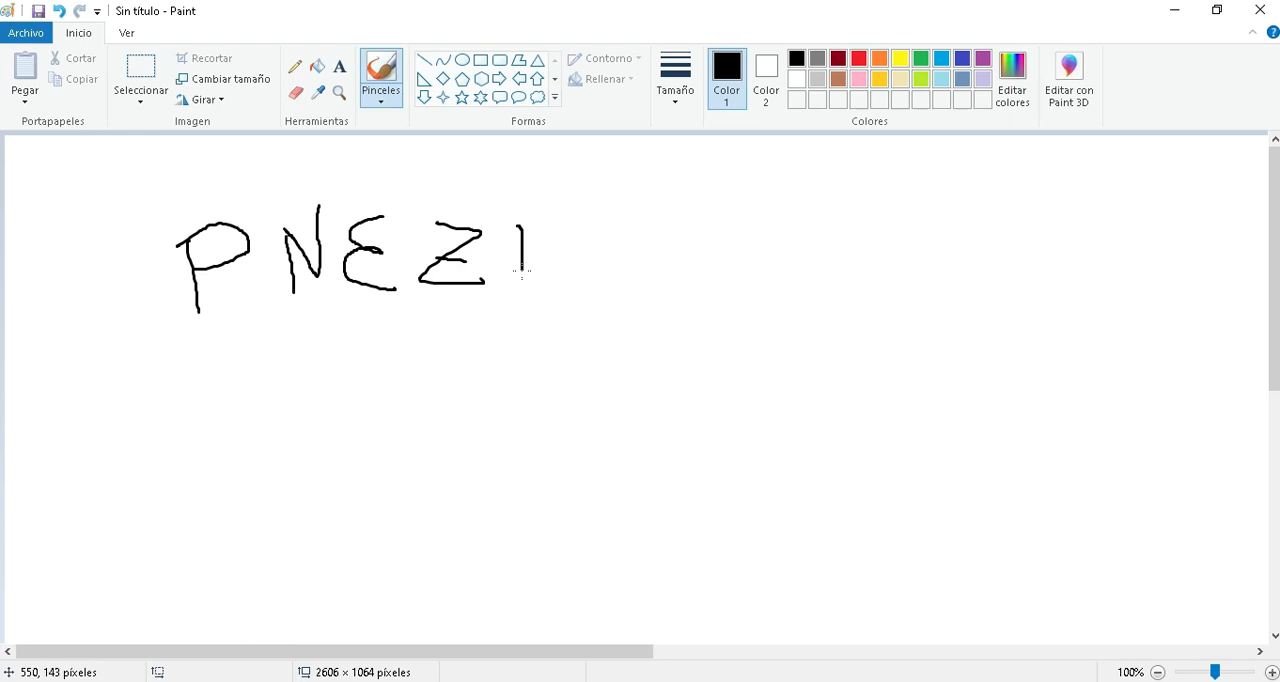 Sin título - Paint
Archivo Inicio Ver
Pegar Cortar Copiar Seleccionar Recortar Cambiar tamaño Girar Pinceles Contorno Rellenar Tamaño Color 1 Color 2 Editar colores Editar con Paint 3D
Portapapeles Imagen Herramientas Formas Colores
PNEZ
550, 143 píxeles 2606 × 1064 píxeles 100%